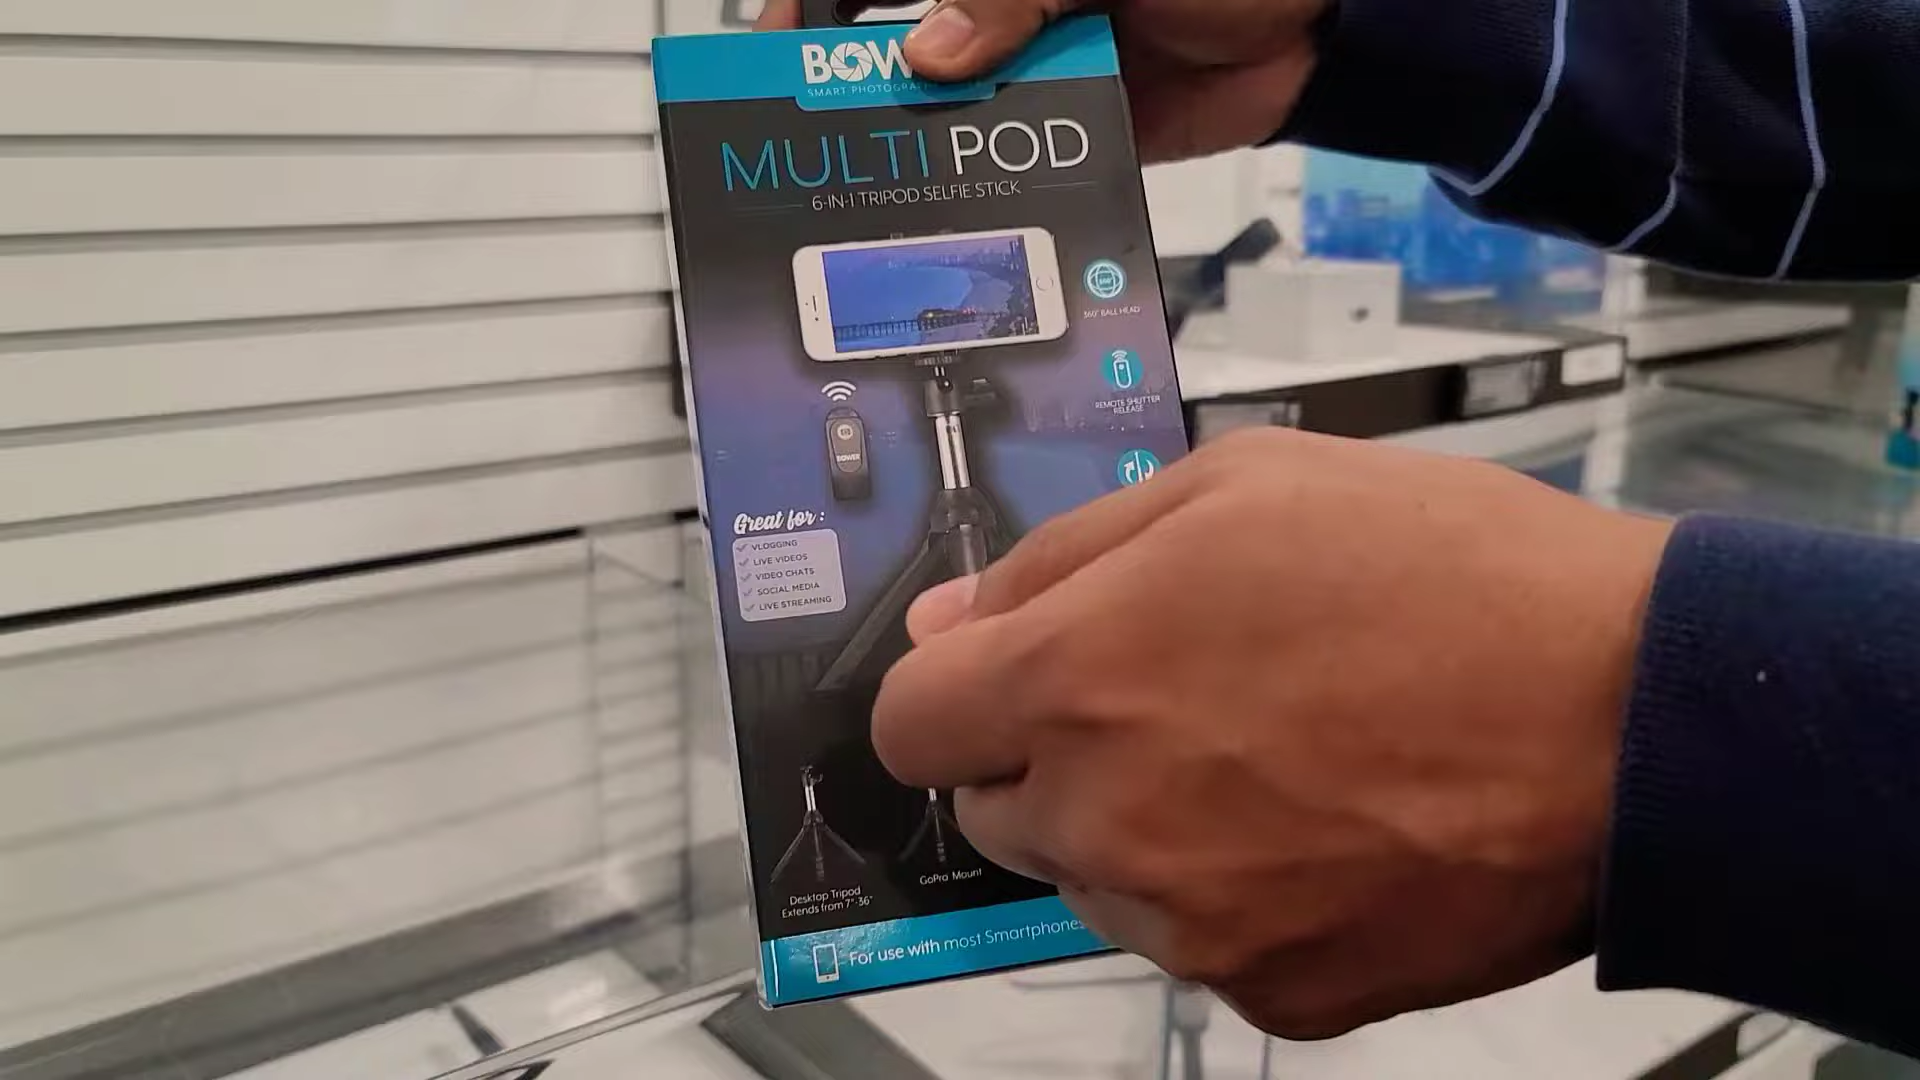 BOW
SMART PHOTOGRA
MULTI POD
6-IN-1 TRIPOD SELFIE STICK
360° BALL HEAD
REMOTE SHUTTER
RELEASE
BOWER
Great for:
VLOGGING
LIVE VIDEOS
VIDEO CHATS
SOCIAL MEDIA
LIVE STREAMING
Desktop Tripod
Extends from 7"-36"
GoPro Mount
For use with most Smartphones